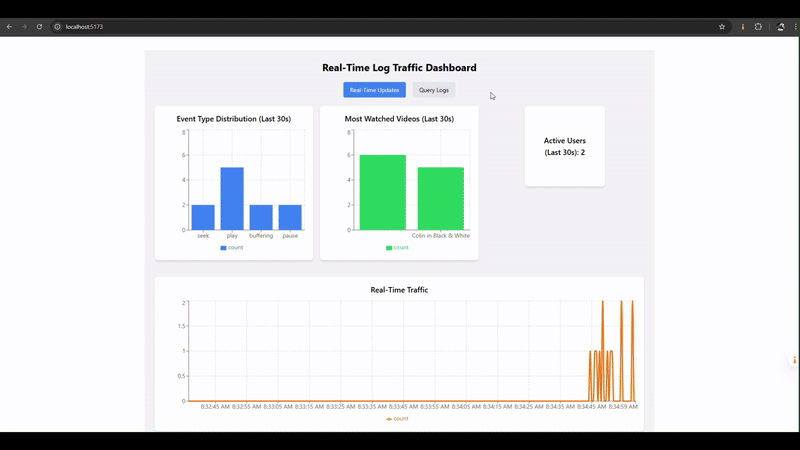 localhost:5173
Real-Time Log Traffic Dashboard
Real-Time Updates
Query Logs
Event Type Distribution (Last 30s)
8
6
4
2
0
seek play buffering pause
count
Most Watched Videos (Last 30s)
8
6
4
2
0
Colin in Black & White
count
Active Users
(Last 30s): 2
Real-Time Traffic
2
1.5
1
0.5
0
8:32:45 AM 8:32:55 AM 8:33:05 AM 8:33:15 AM 8:33:25 AM 8:33:35 AM 8:33:45 AM 8:33:55 AM 8:34:05 AM 8:34:15 AM 8:34:25 AM 8:34:35 AM 8:34:45 AM 8:34:59 AM
count